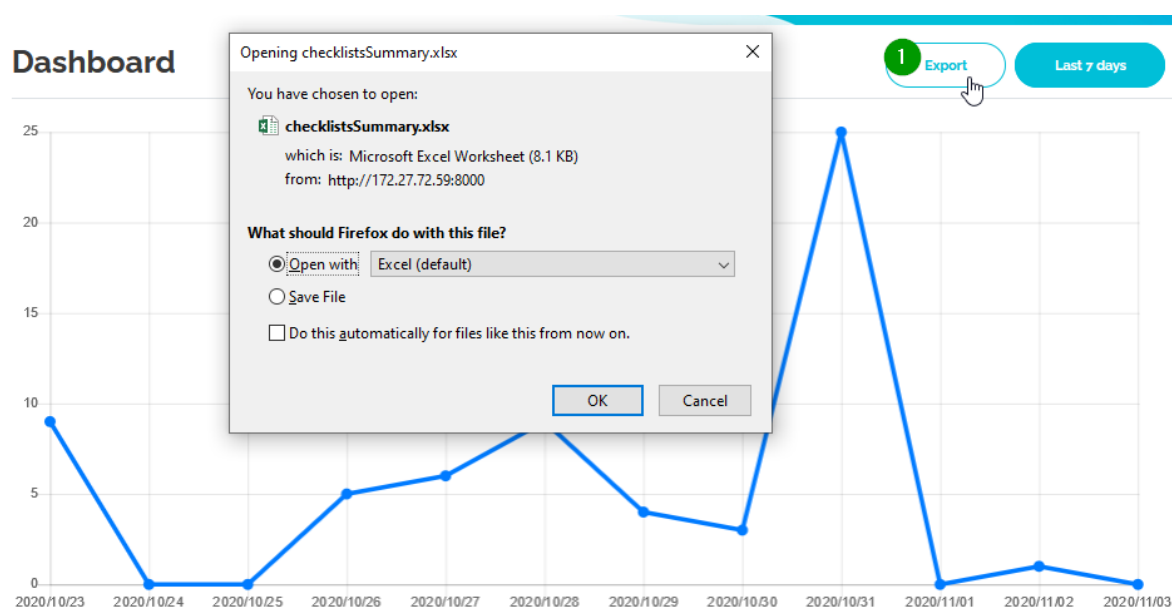 Dashboard
Opening checklistsSummary.xlsx
1
Export
Last 7 days
You have chosen to open:
checklistsSummary.xlsx
which is: Microsoft Excel Worksheet (8.1 KB)
from: http://172.27.72.59:8000
What should Firefox do with this file?
Open with Excel (default)
Save File
Do this automatically for files like this from now on.
OK Cancel
25
20
15
10
5
0
2020/10/23 2020/10/24 2020/10/25 2020/10/26 2020/10/27 2020/10/28 2020/10/29 2020/10/30 2020/10/31 2020/11/01 2020/11/02 2020/11/03